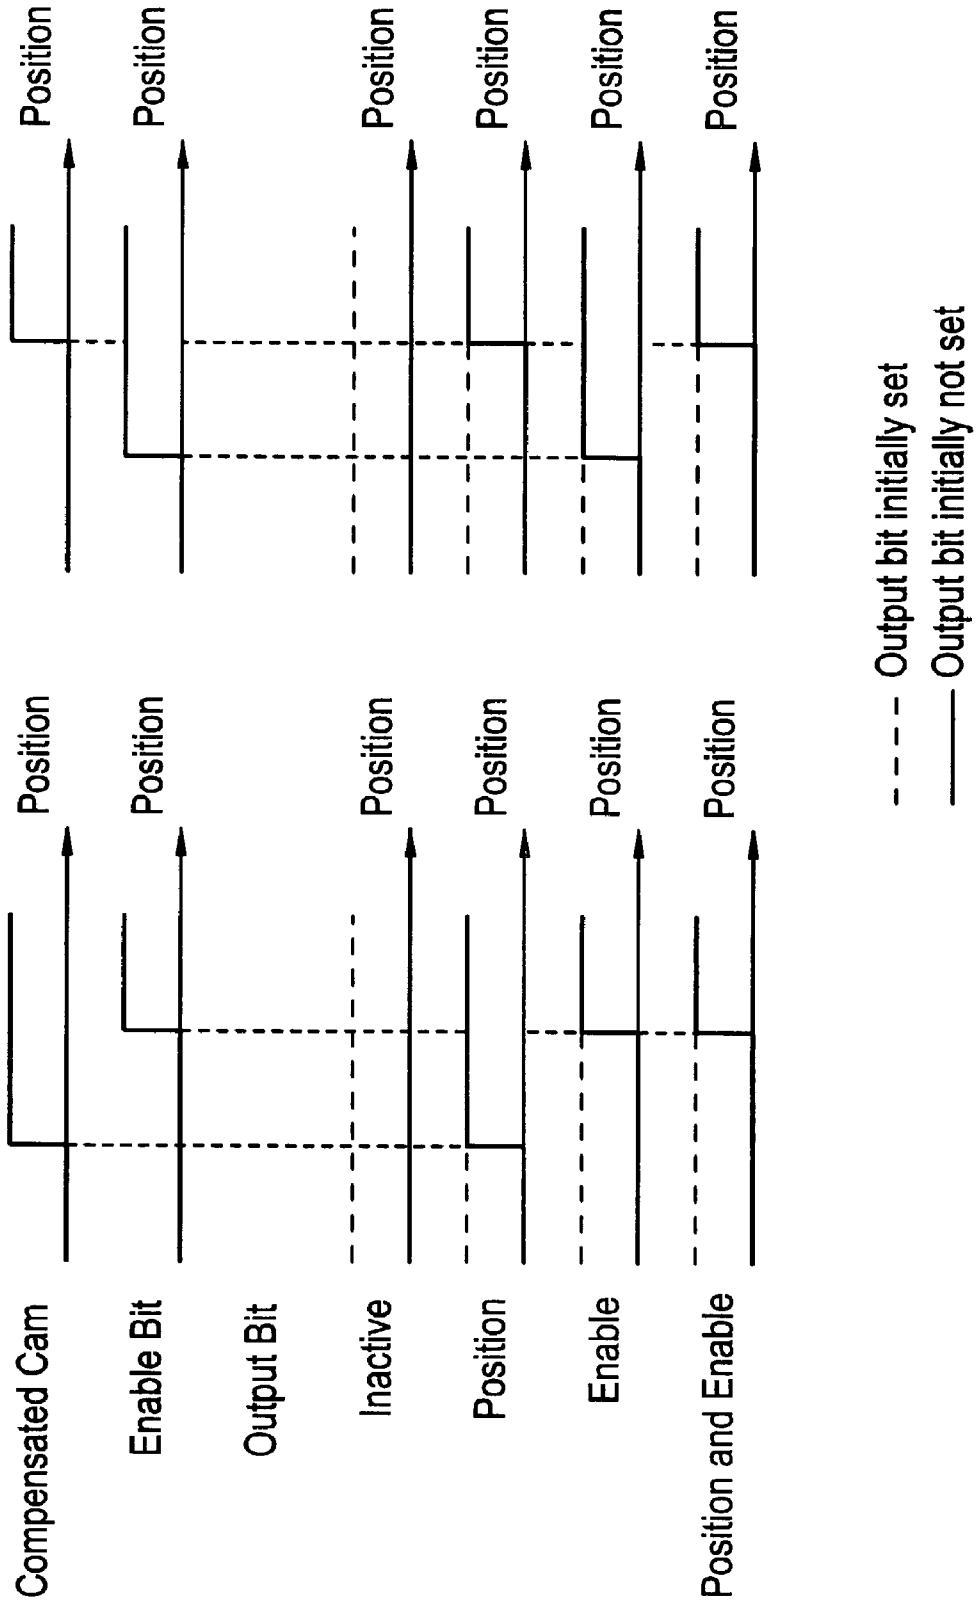 Compensated Cam
Position
Position
Enable Bit
Position
Position
Output Bit
Inactive
Position
Position
Position
Position
Position
Enable
Position
Position
Position and Enable
Position
Position
Output bit initially set
Output bit initially not set